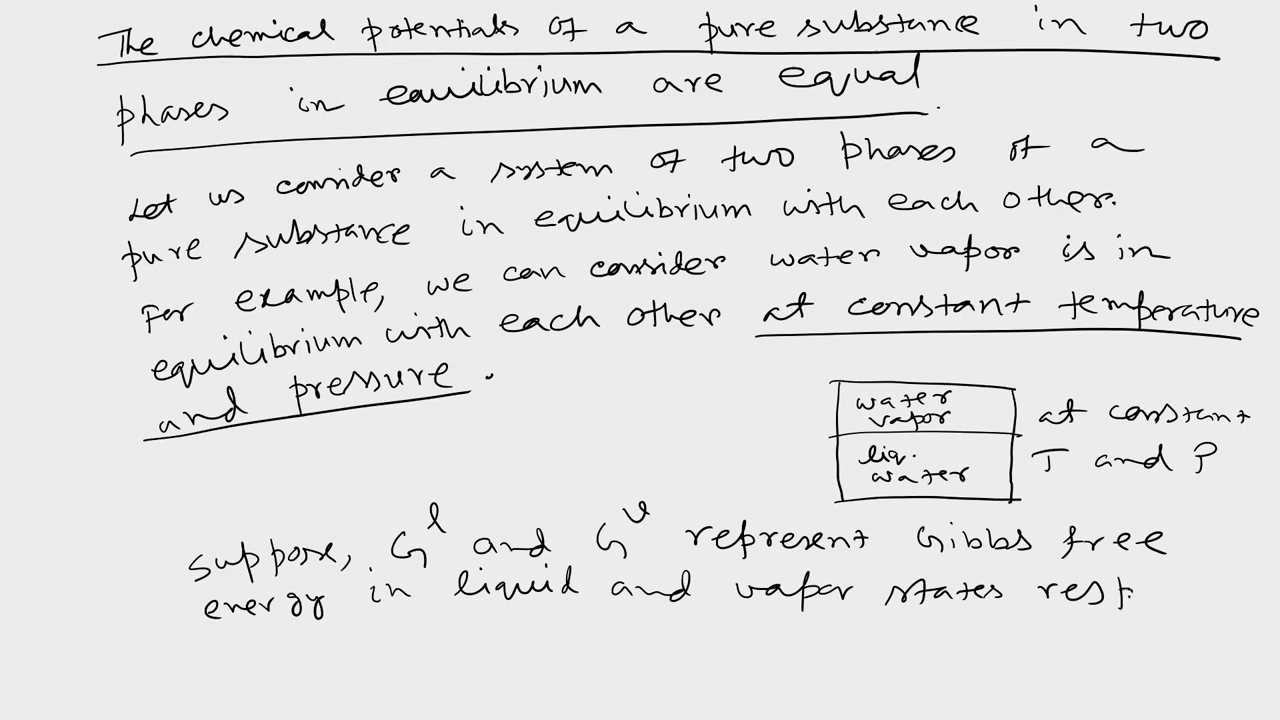 The chemical potentials of a pure substance in two
phases in equilibrium are equal.
Let us consider a system of two phases of a
pure substance in equilibrium with each other.
For example, we can consider water vapor is in
equilibrium with each other at constant temperature
and pressure.
water
vapor
liq.
water
at constant
T and P
suppose, G^l and G^v represent Gibbs free
energy in liquid and vapor states resp